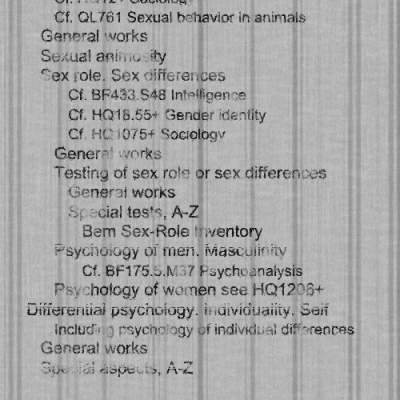 Cf. QL761 Sexual behavior in animals
General works
Sexual animosity
Sex role. Sex differences
Cf. BF433.S48 Intelligence
Cf. HQ18.55+ Gender identity
Cf. HQ1075+ Sociology
General works
Testing of sex role or sex differences
General works
Special tests, A-Z
Bem Sex-Role Inventory
Psychology of men. Masculinity
Cf. BF175.5.M37 Psychoanalysis
Psychology of women see HQ1206+
Differential psychology. Individuality. Self
Including psychology of individual differences
General works
Special aspects, A-Z